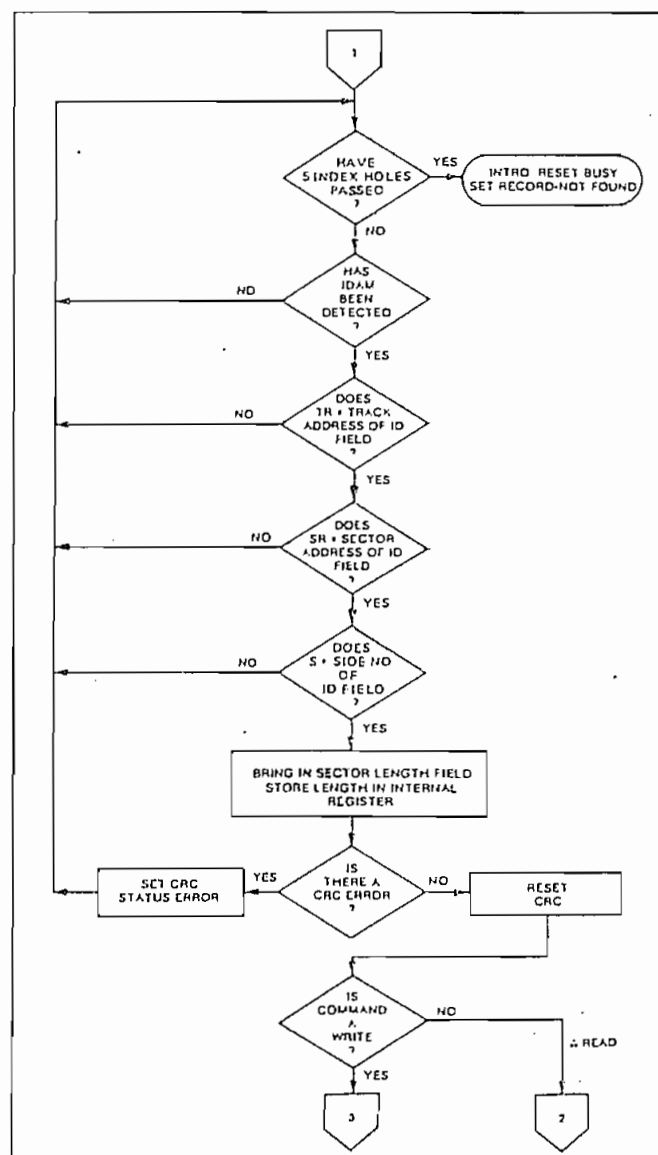 1
HAVE
5 INDEX HOLES
PASSED
?
YES
INTRQ RESET BUSY
SET RECORD-NOT FOUND
NO
HAS
IDAM
BEEN
DETECTED
?
NO
YES
DOES
TR = TRACK
ADDRESS OF ID
FIELD
?
NO
YES
DOES
SR = SECTOR
ADDRESS OF ID
FIELD
?
NO
YES
DOES
S = SIDE NO
OF
ID FIELD
?
NO
YES
BRING IN SECTOR LENGTH FIELD
STORE LENGTH IN INTERNAL
REGISTER
IS
THERE A
CRC ERROR
?
YES
SET CRC
STATUS ERROR
NO
RESET
CRC
IS
COMMAND
A
WRITE
?
NO
∴ READ
YES
3
2